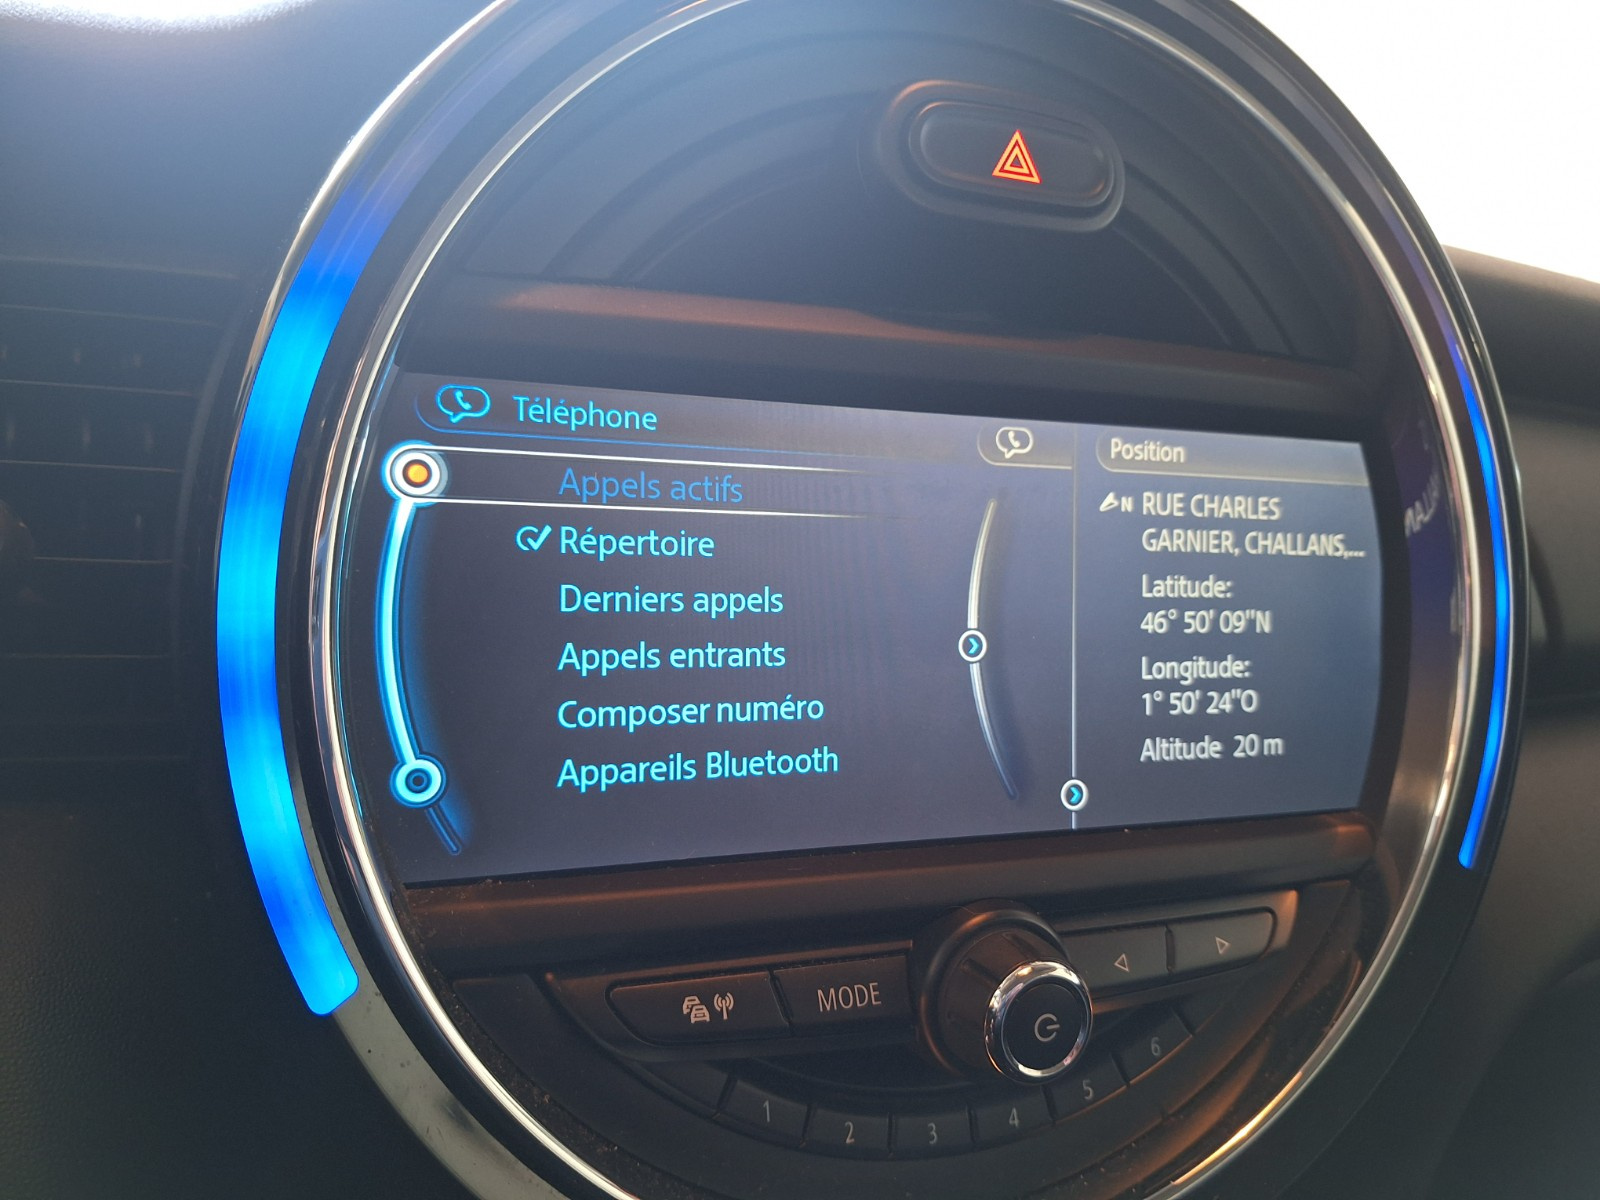 Téléphone
Appels actifs
Répertoire
Derniers appels
Appels entrants
Composer numéro
Appareils Bluetooth
Position
N RUE CHARLES
GARNIER, CHALLANS,...
Latitude:
46° 50' 09"N
Longitude:
1° 50' 24"O
Altitude 20 m
MODE
1
2
3
4
5
6